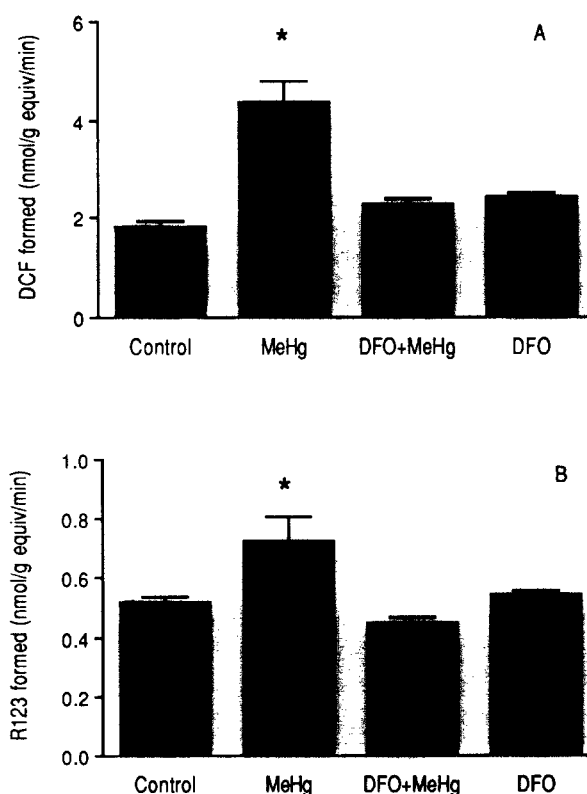 A
*
DCF formed (nmol/g equiv/min)
6
4
2
0
Control MeHg DFO+MeHg DFO
B
*
R123 formed (nmol/g equiv/min)
1.0
0.8
0.6
0.4
0.2
0.0
Control MeHg DFO+MeHg DFO